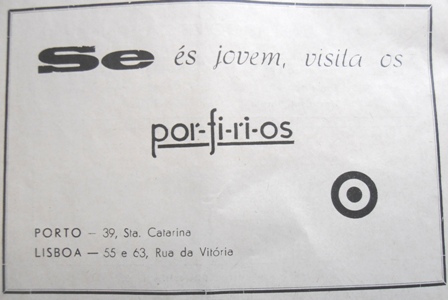 Se és jovem, visita os
por-fi-ri-os
PORTO — 39, Sta. Catarina
LISBOA — 55 e 63, Rua da Vitória